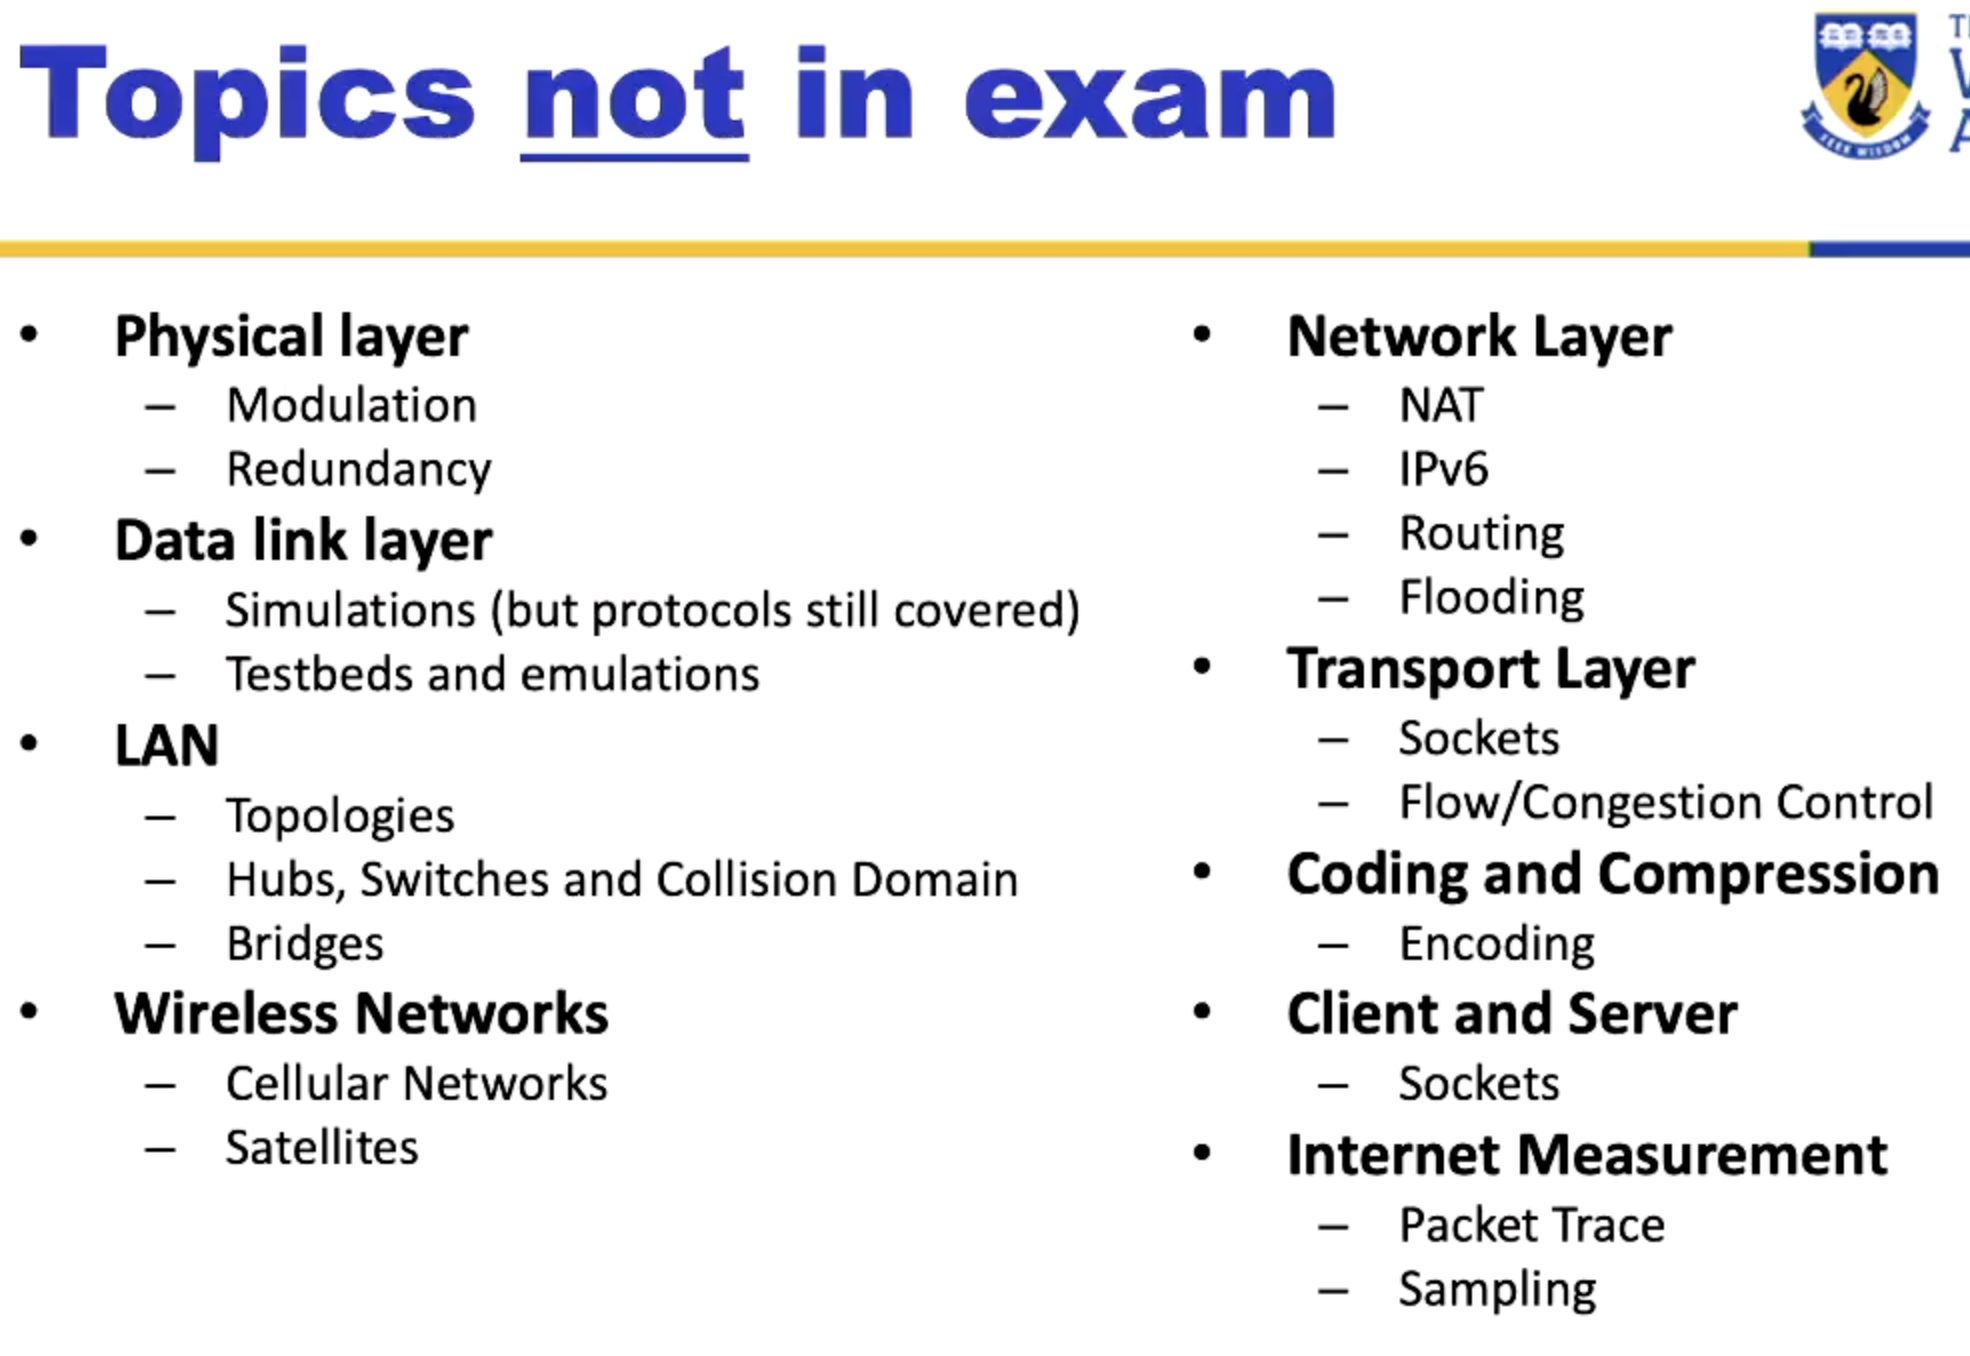 Topics not in exam
• Physical layer
– Modulation
– Redundancy
• Data link layer
– Simulations (but protocols still covered)
– Testbeds and emulations
• LAN
– Topologies
– Hubs, Switches and Collision Domain
– Bridges
• Wireless Networks
– Cellular Networks
– Satellites
• Network Layer
– NAT
– IPv6
– Routing
– Flooding
• Transport Layer
– Sockets
– Flow/Congestion Control
• Coding and Compression
– Encoding
• Client and Server
– Sockets
• Internet Measurement
– Packet Trace
– Sampling
SEEK WISDOM